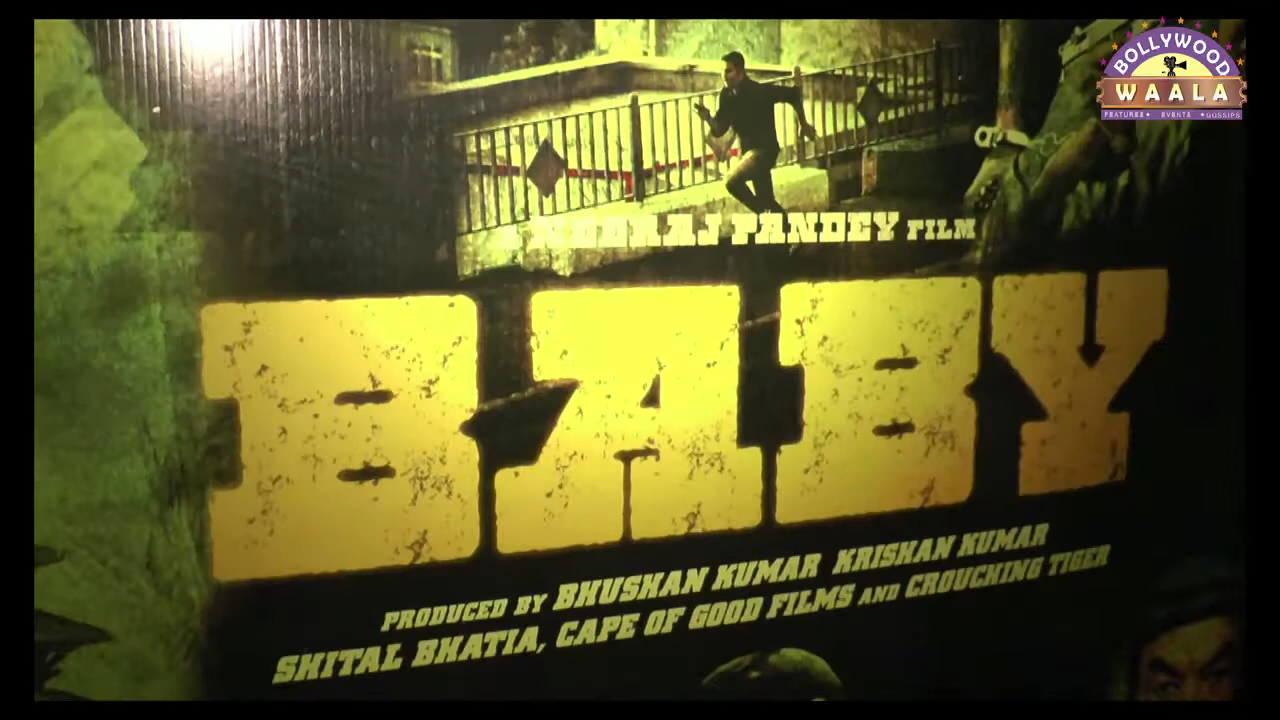 BOLLYWOOD
WAALA
FEATURES EVENTS GOSSIPS
PANDEY FILM
BABY
PRODUCED BY BHUSHAN KUMAR KRISHAN KUMAR
SHITAL BHATIA, CAPE OF GOOD FILMS AND CROUCHING TIGER